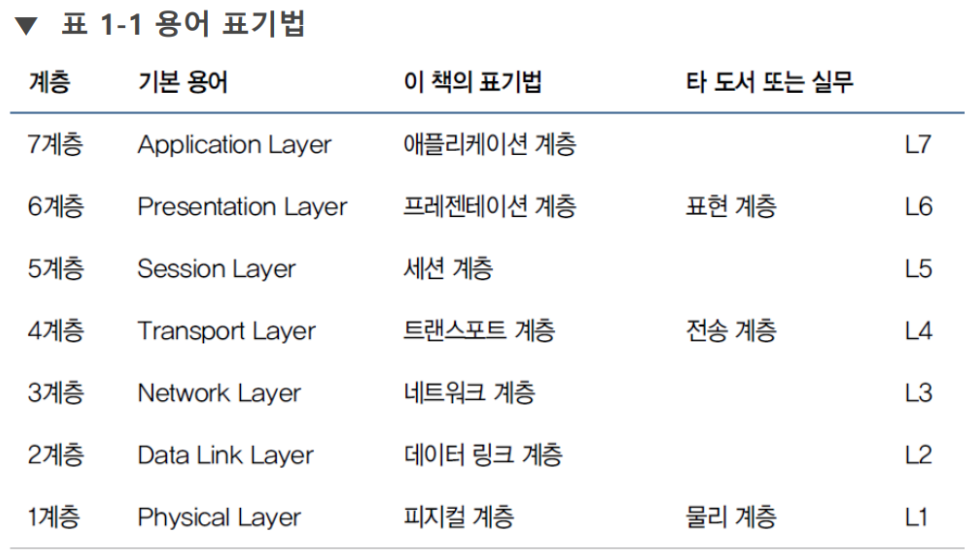 ▼ 표 1-1 용어 표기법
계층 기본 용어 이 책의 표기법 타 도서 또는 실무
7계층 Application Layer 애플리케이션 계층 L7
6계층 Presentation Layer 프레젠테이션 계층 표현 계층 L6
5계층 Session Layer 세션 계층 L5
4계층 Transport Layer 트랜스포트 계층 전송 계층 L4
3계층 Network Layer 네트워크 계층 L3
2계층 Data Link Layer 데이터 링크 계층 L2
1계층 Physical Layer 피지컬 계층 물리 계층 L1